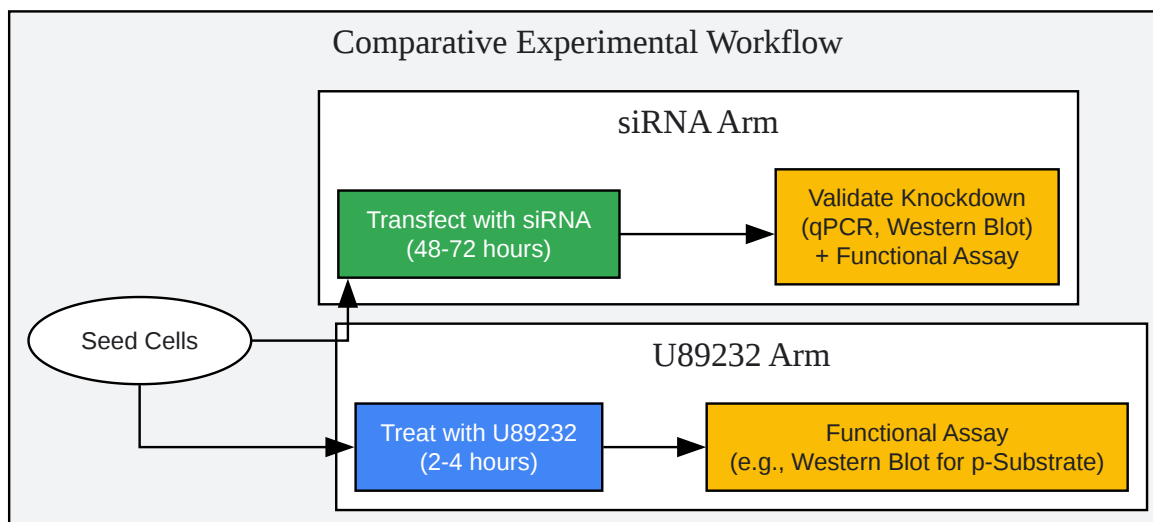 Comparative Experimental Workflow
siRNA Arm
Transfect with siRNA
(48-72 hours)
Validate Knockdown
(qPCR, Western Blot)
+ Functional Assay
Seed Cells
U89232 Arm
Treat with U89232
(2-4 hours)
Functional Assay
(e.g., Western Blot for p-Substrate)